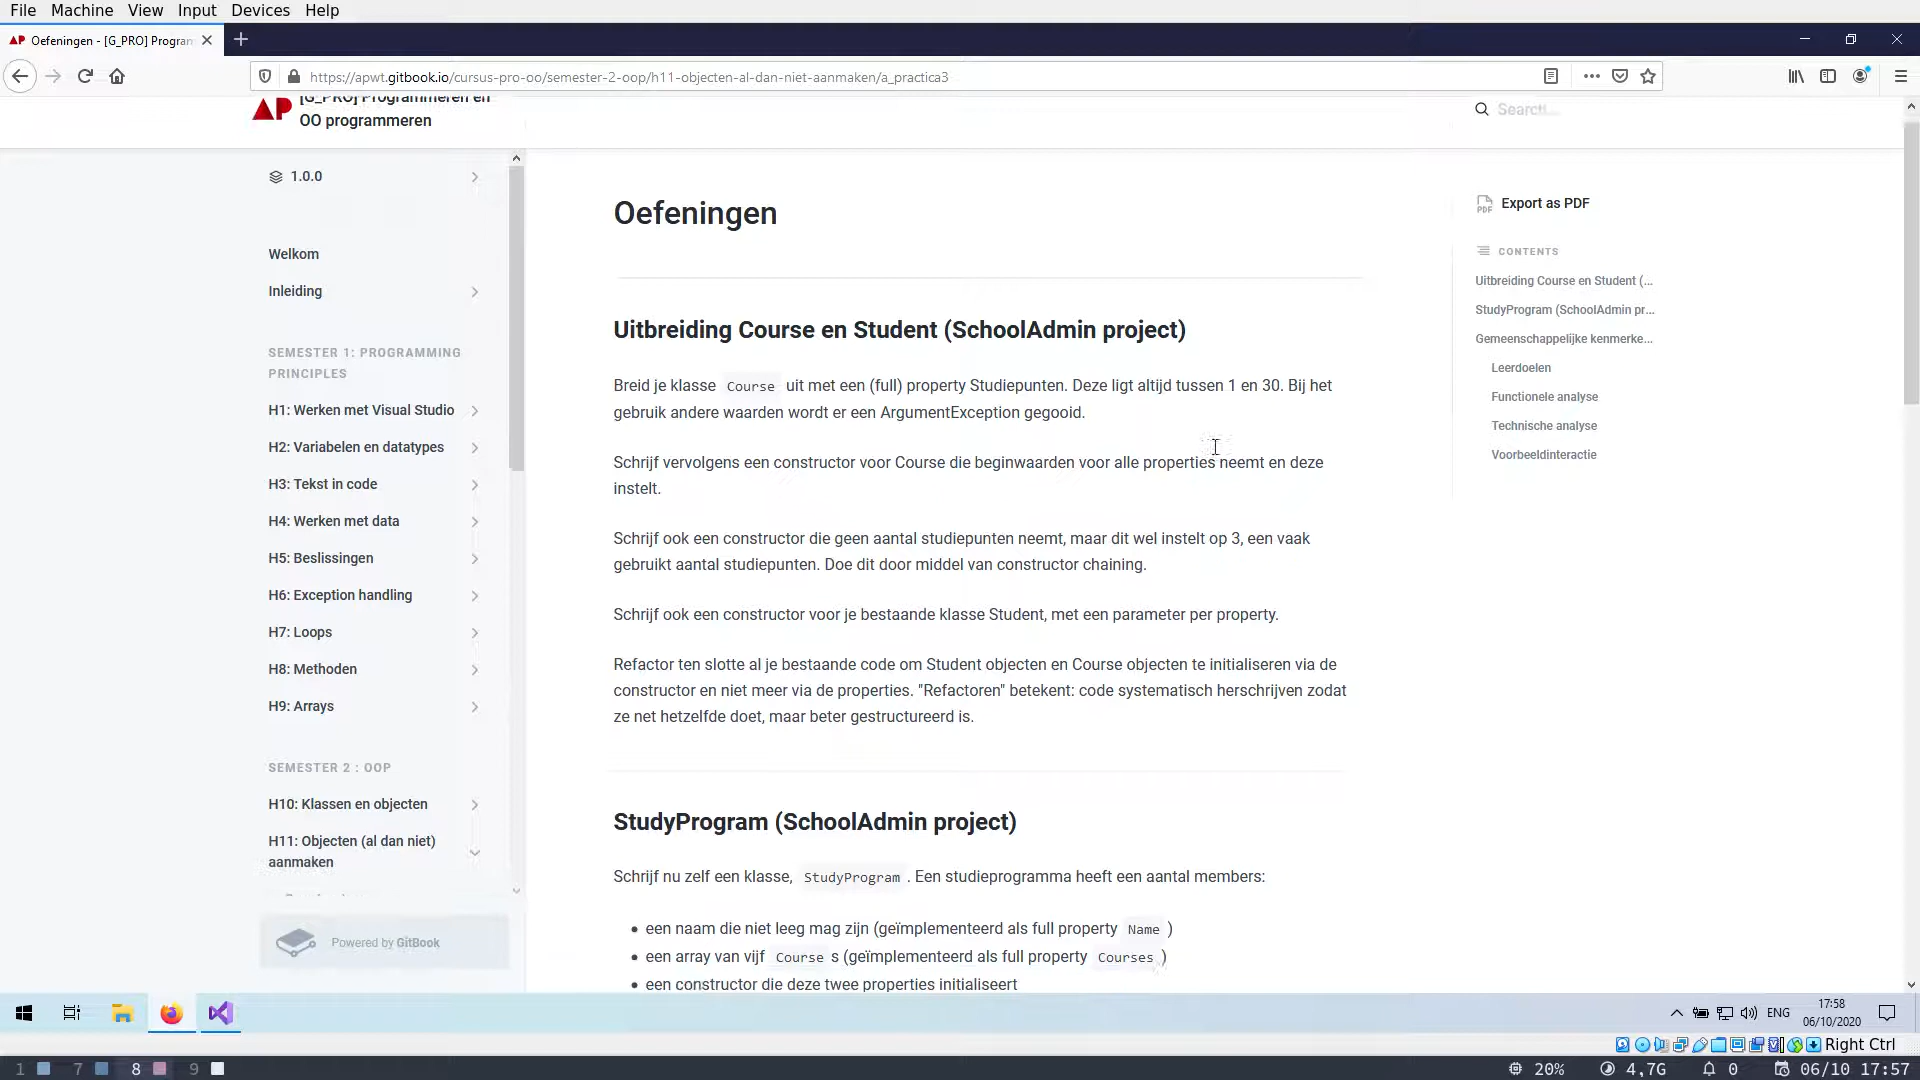 File Machine View Input Devices Help
Oefeningen - [G_PRO] Program
https://apwt.gitbook.io/cursus-pro-oo/semester-2-oop/h11-objecten-al-dan-niet-aanmaken/a_practica3
[G_PRO] Programmeren en
OO programmeren
Search...
1.0.0
Welkom
Inleiding
SEMESTER 1: PROGRAMMING
PRINCIPLES
H1: Werken met Visual Studio
H2: Variabelen en datatypes
H3: Tekst in code
H4: Werken met data
H5: Beslissingen
H6: Exception handling
H7: Loops
H8: Methoden
H9: Arrays
SEMESTER 2 : OOP
H10: Klassen en objecten
H11: Objecten (al dan niet)
aanmaken
Powered by GitBook
Oefeningen
Uitbreiding Course en Student (SchoolAdmin project)
Breid je klasse Course uit met een (full) property Studiepunten. Deze ligt altijd tussen 1 en 30. Bij het
gebruik andere waarden wordt er een ArgumentException gegooid.
Schrijf vervolgens een constructor voor Course die beginwaarden voor alle properties neemt en deze
instelt.
Schrijf ook een constructor die geen aantal studiepunten neemt, maar dit wel instelt op 3, een vaak
gebruikt aantal studiepunten. Doe dit door middel van constructor chaining.
Schrijf ook een constructor voor je bestaande klasse Student, met een parameter per property.
Refactor ten slotte al je bestaande code om Student objecten en Course objecten te initialiseren via de
constructor en niet meer via de properties. "Refactoren" betekent: code systematisch herschrijven zodat
ze net hetzelfde doet, maar beter gestructureerd is.
StudyProgram (SchoolAdmin project)
Schrijf nu zelf een klasse, StudyProgram . Een studieprogramma heeft een aantal members:
• een naam die niet leeg mag zijn (geïmplementeerd als full property Name )
• een array van vijf Course s (geïmplementeerd als full property Courses )
• een constructor die deze twee properties initialiseert
Export as PDF
CONTENTS
Uitbreiding Course en Student (...
StudyProgram (SchoolAdmin pr...
Gemeenschappelijke kenmerke...
Leerdoelen
Functionele analyse
Technische analyse
Voorbeeldinteractie
ENG
17:58
06/10/2020
Right Ctrl
1 7 8 9
20% 4,7G 0 06/10 17:57